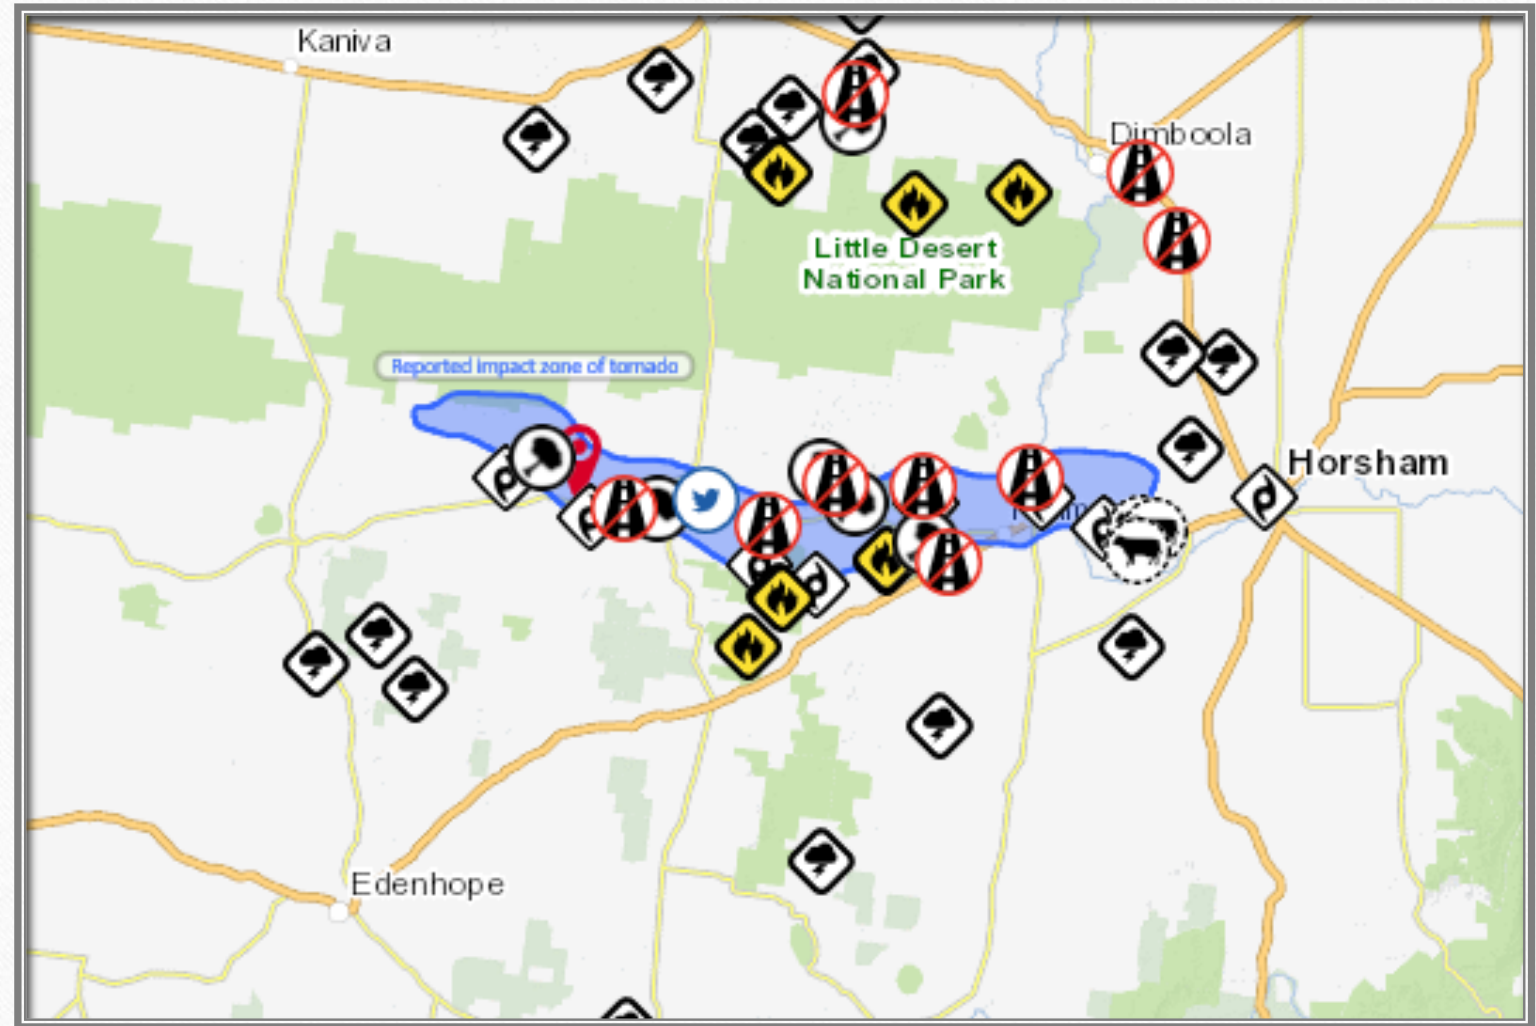 Kaniva
Dimboola
Little Desert
National Park
Reported impact zone of tornado
Horsham
Edenhope